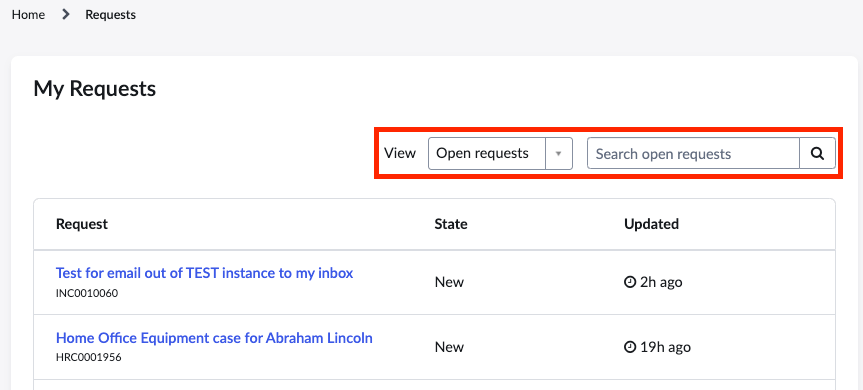 Home > Requests
My Requests
View Open requests Search open requests
Request State Updated
Test for email out of TEST instance to my inbox
INC0010060
New 2h ago
Home Office Equipment case for Abraham Lincoln
HRC0001956
New 19h ago